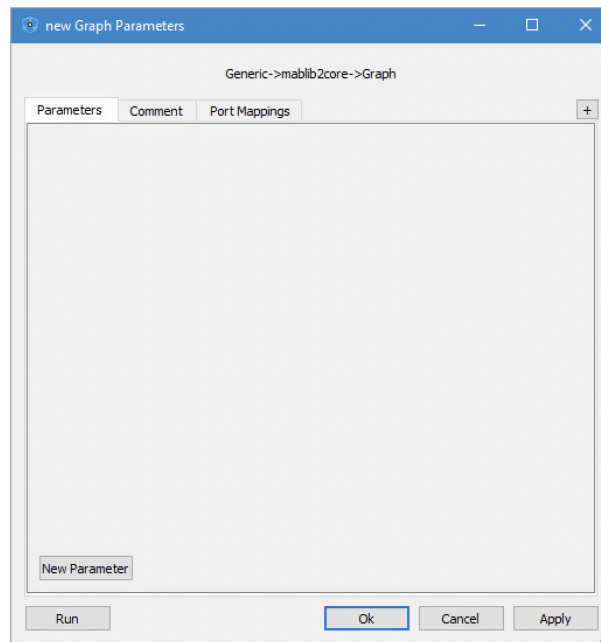 new Graph Parameters
Generic->mablib2core->Graph
Parameters Comment Port Mappings +
New Parameter
Run Ok Cancel Apply